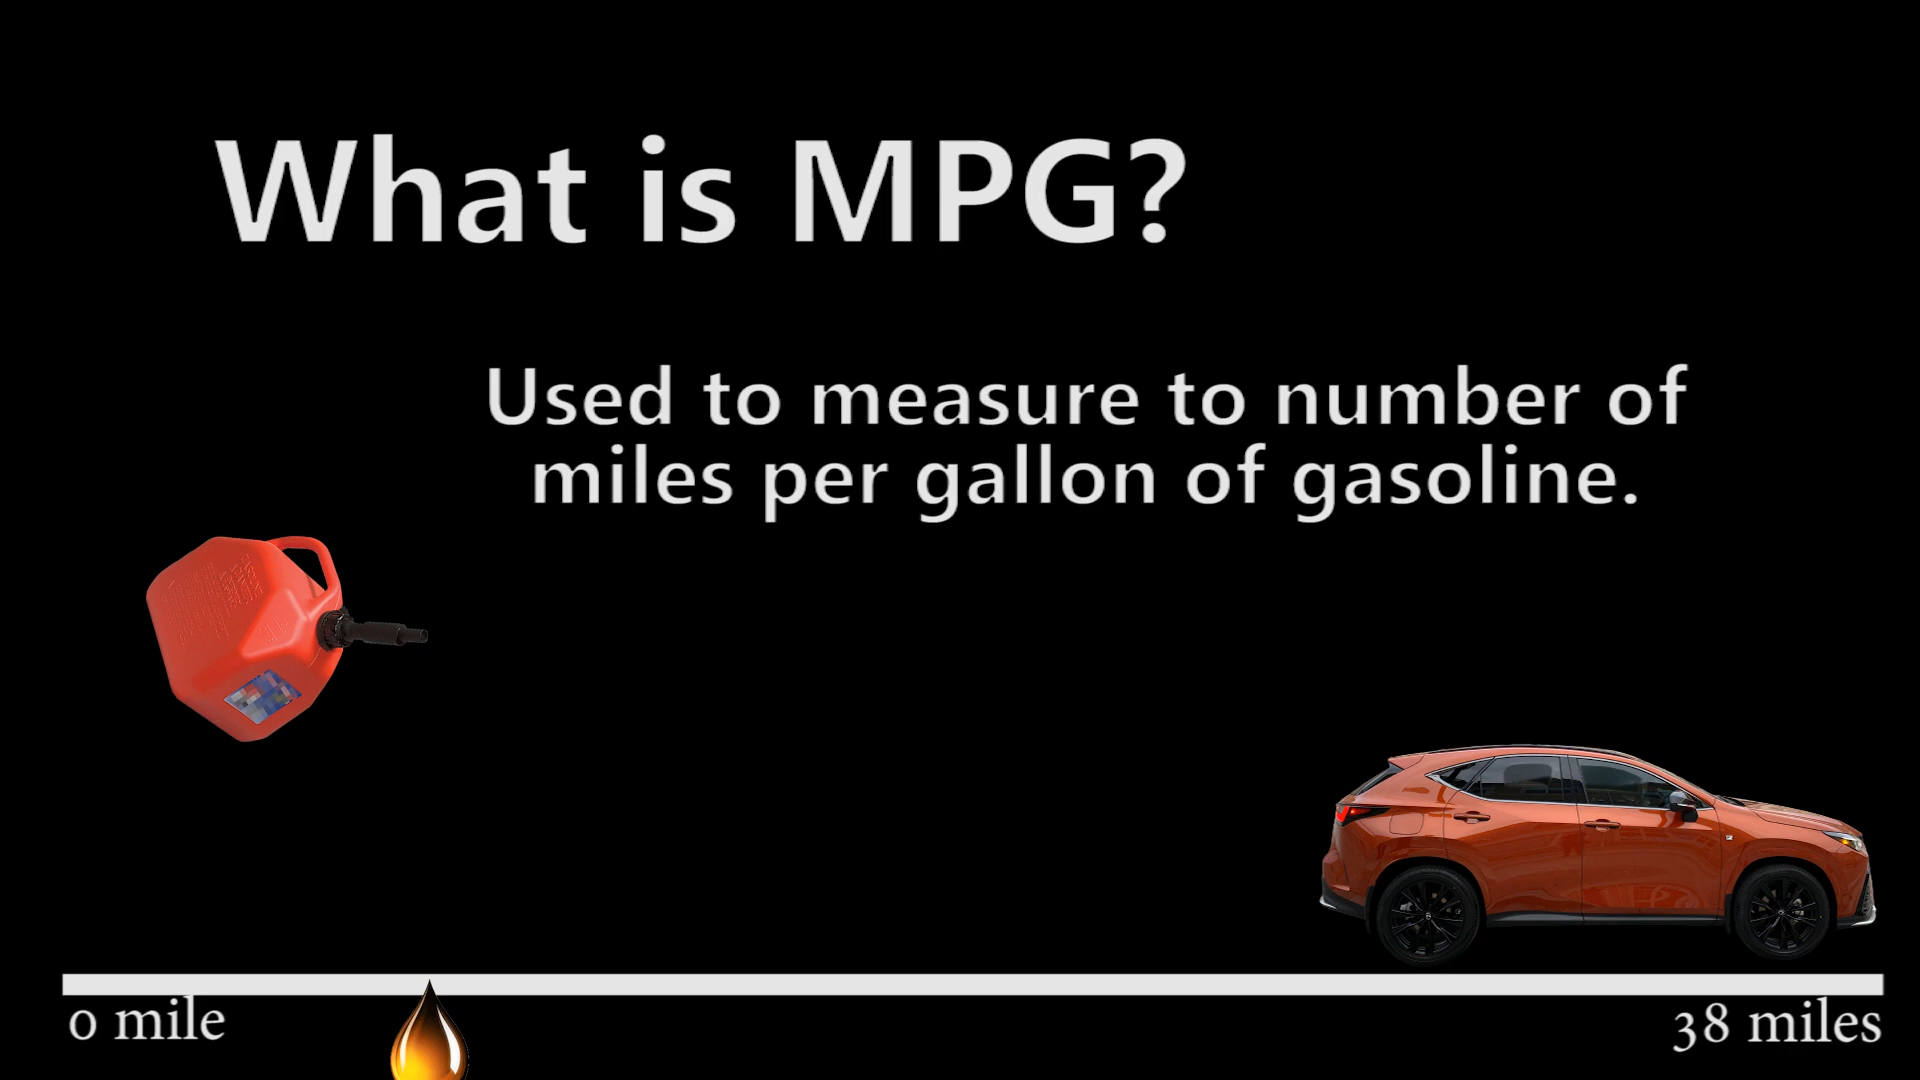 What is MPG?
Used to measure to number of
miles per gallon of gasoline.
0 mile
38 miles